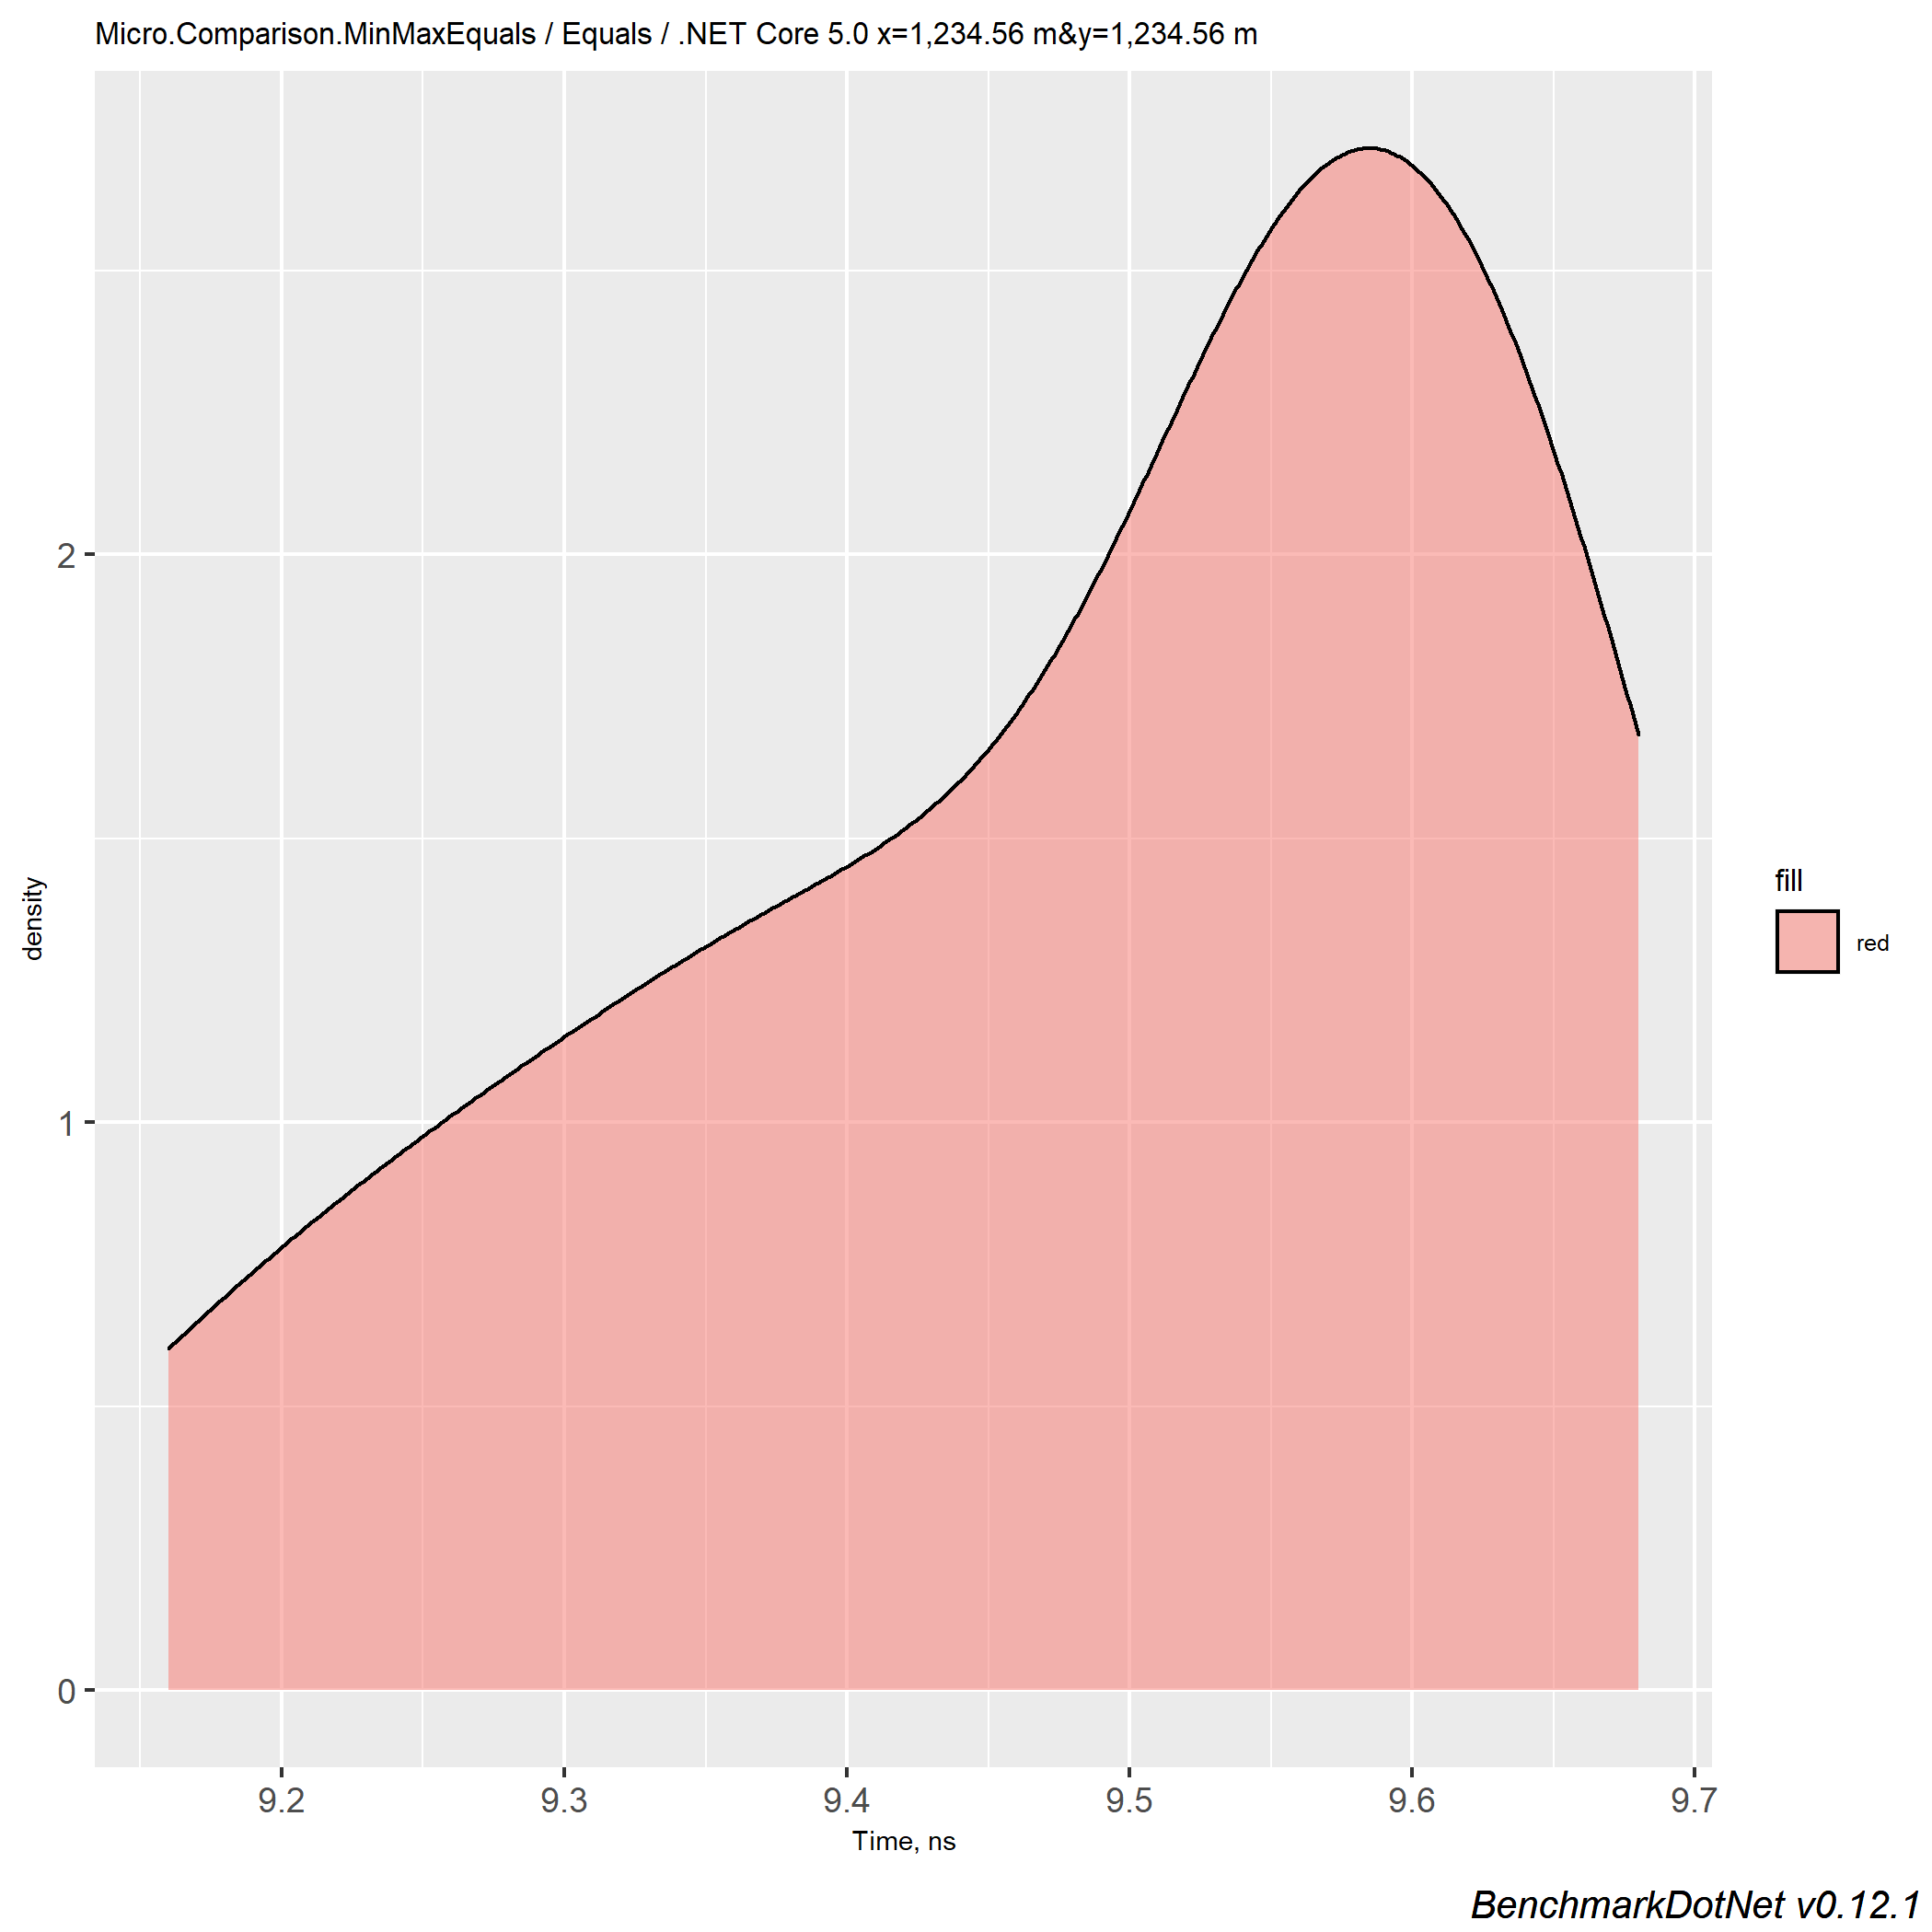 Micro.Comparison.MinMaxEquals / Equals / .NET Core 5.0 x=1,234.56 m&y=1,234.56 m
density
2
1
0
9.2 9.3 9.4 9.5 9.6 9.7
Time, ns
fill
red
BenchmarkDotNet v0.12.1